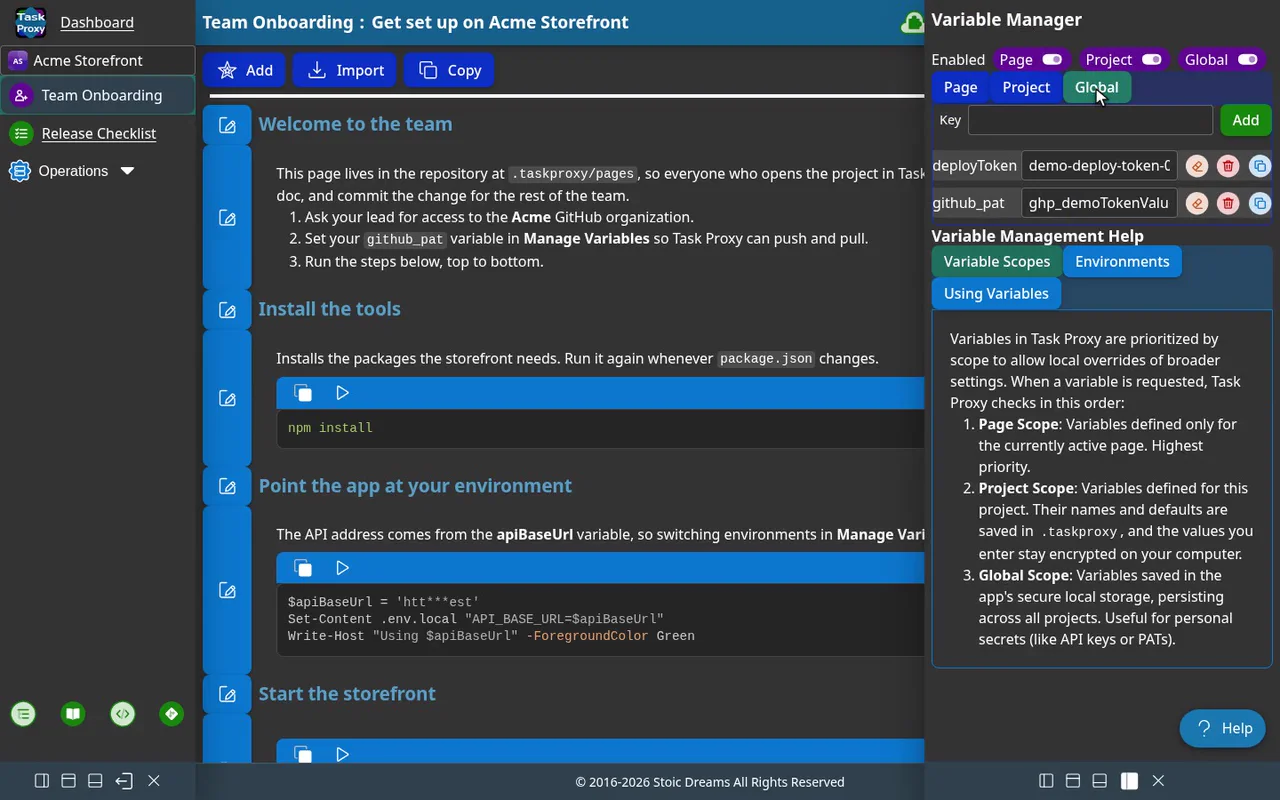 Task Proxy
Dashboard
AS Acme Storefront
Team Onboarding
Release Checklist
Operations
Team Onboarding : Get set up on Acme Storefront
Add Import Copy
Welcome to the team
This page lives in the repository at .taskproxy/pages, so everyone who opens the project in Task
doc, and commit the change for the rest of the team.
1. Ask your lead for access to the Acme GitHub organization.
2. Set your github_pat variable in Manage Variables so Task Proxy can push and pull.
3. Run the steps below, top to bottom.
Install the tools
Installs the packages the storefront needs. Run it again whenever package.json changes.
npm install
Point the app at your environment
The API address comes from the apiBaseUrl variable, so switching environments in Manage Vari
$apiBaseUrl = 'htt***est'
Set-Content .env.local "API_BASE_URL=$apiBaseUrl"
Write-Host "Using $apiBaseUrl" -ForegroundColor Green
Start the storefront
© 2016-2026 Stoic Dreams All Rights Reserved
Variable Manager
Enabled Page Project Global
Page Project Global
Key Add
deployToken demo-deploy-token-0
github_pat ghp_demoTokenValu
Variable Management Help
Variable Scopes Environments
Using Variables
Variables in Task Proxy are prioritized by
scope to allow local overrides of broader
settings. When a variable is requested, Task
Proxy checks in this order:
1. Page Scope: Variables defined only for
the currently active page. Highest
priority.
2. Project Scope: Variables defined for this
project. Their names and defaults are
saved in .taskproxy, and the values you
enter stay encrypted on your computer.
3. Global Scope: Variables saved in the
app's secure local storage, persisting
across all projects. Useful for personal
secrets (like API keys or PATs).
Help